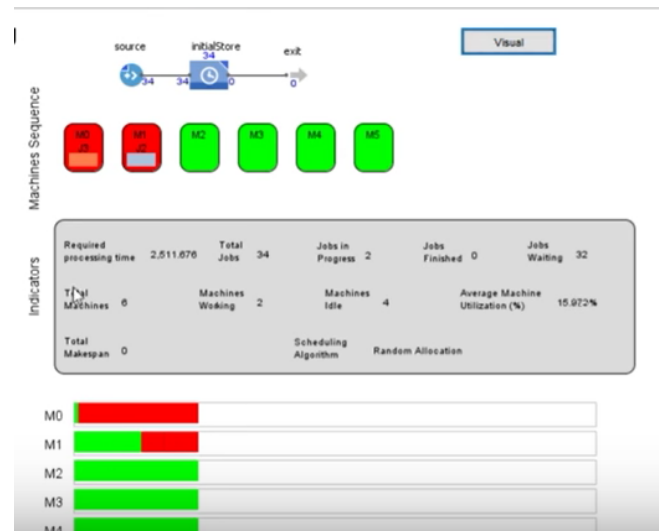 Visual
source
initialStore
exit
34
34
34
0
0
Machines Sequence
M0
J3
M1
J2
M2
M3
M4
M5
Indicators
Required processing time 2,511.676
Total Jobs 34
Jobs in Progress 2
Jobs Finished 0
Jobs Waiting 32
Total Machines 6
Machines Working 2
Machines Idle 4
Average Machine Utilization (%) 15.972%
Total Makespan 0
Scheduling Algorithm Random Allocation
M0
M1
M2
M3
M4